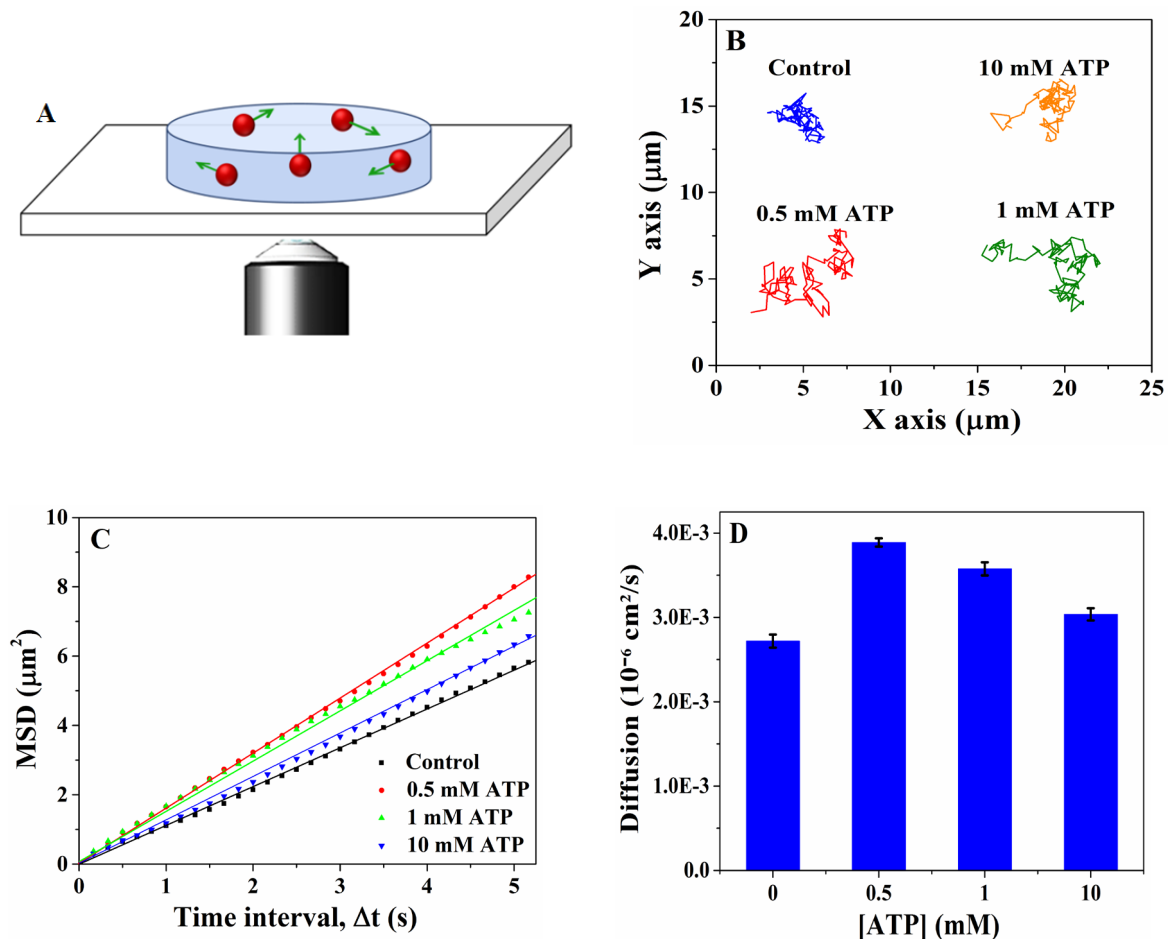 A
B
Control
10 mM ATP
0.5 mM ATP
1 mM ATP
20
15
10
5
0
0 5 10 15 20 25
Y axis (μm)
X axis (μm)
C
10
8
6
4
2
0
0 1 2 3 4 5
MSD (μm²)
Time interval, Δt (s)
Control
0.5 mM ATP
1 mM ATP
10 mM ATP
D
4.0E-3
3.0E-3
2.0E-3
1.0E-3
0.0
0 0.5 1 10
Diffusion (10⁻⁶ cm²/s)
[ATP] (mM)